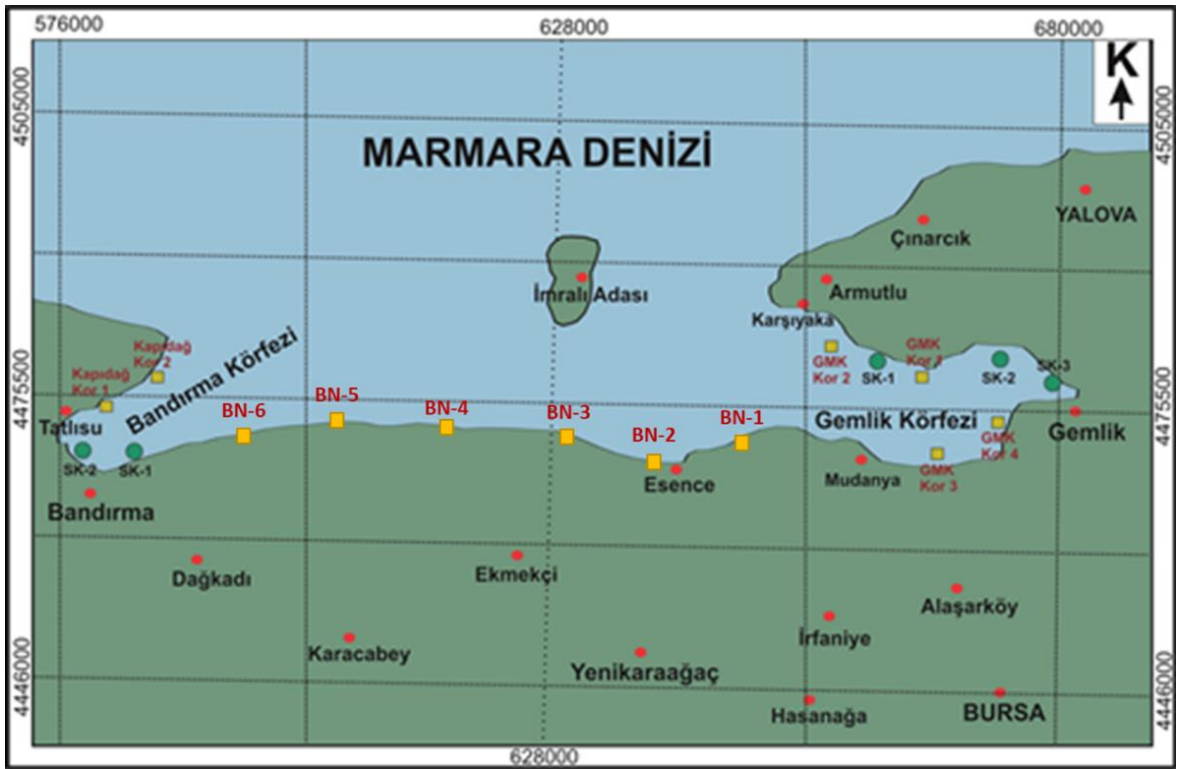 576000
628000
680000
K
4505000
4505000
MARMARA DENİZİ
YALOVA
Çınarcık
İmralı Adası
Armutlu
Karşıyaka
Kapıdağ
Kor 2
Bandırma Körfezi
GMK
Kor 2
GMK
Kor 1
SK-1
SK-2
SK-3
4475500
4475500
Kapıdağ
Kor 1
Tatlısu
BN-6
BN-5
BN-4
BN-3
BN-2
BN-1
Gemlik Körfezi
Gemlik
GMK
Kor 4
SK-2
SK-1
Esence
Mudanya
GMK
Kor 3
Bandırma
Dağkadı
Ekmekçi
Alaşarköy
İrfaniye
Karacabey
Yenikaraağaç
4446000
4446000
Hasanağa
BURSA
628000